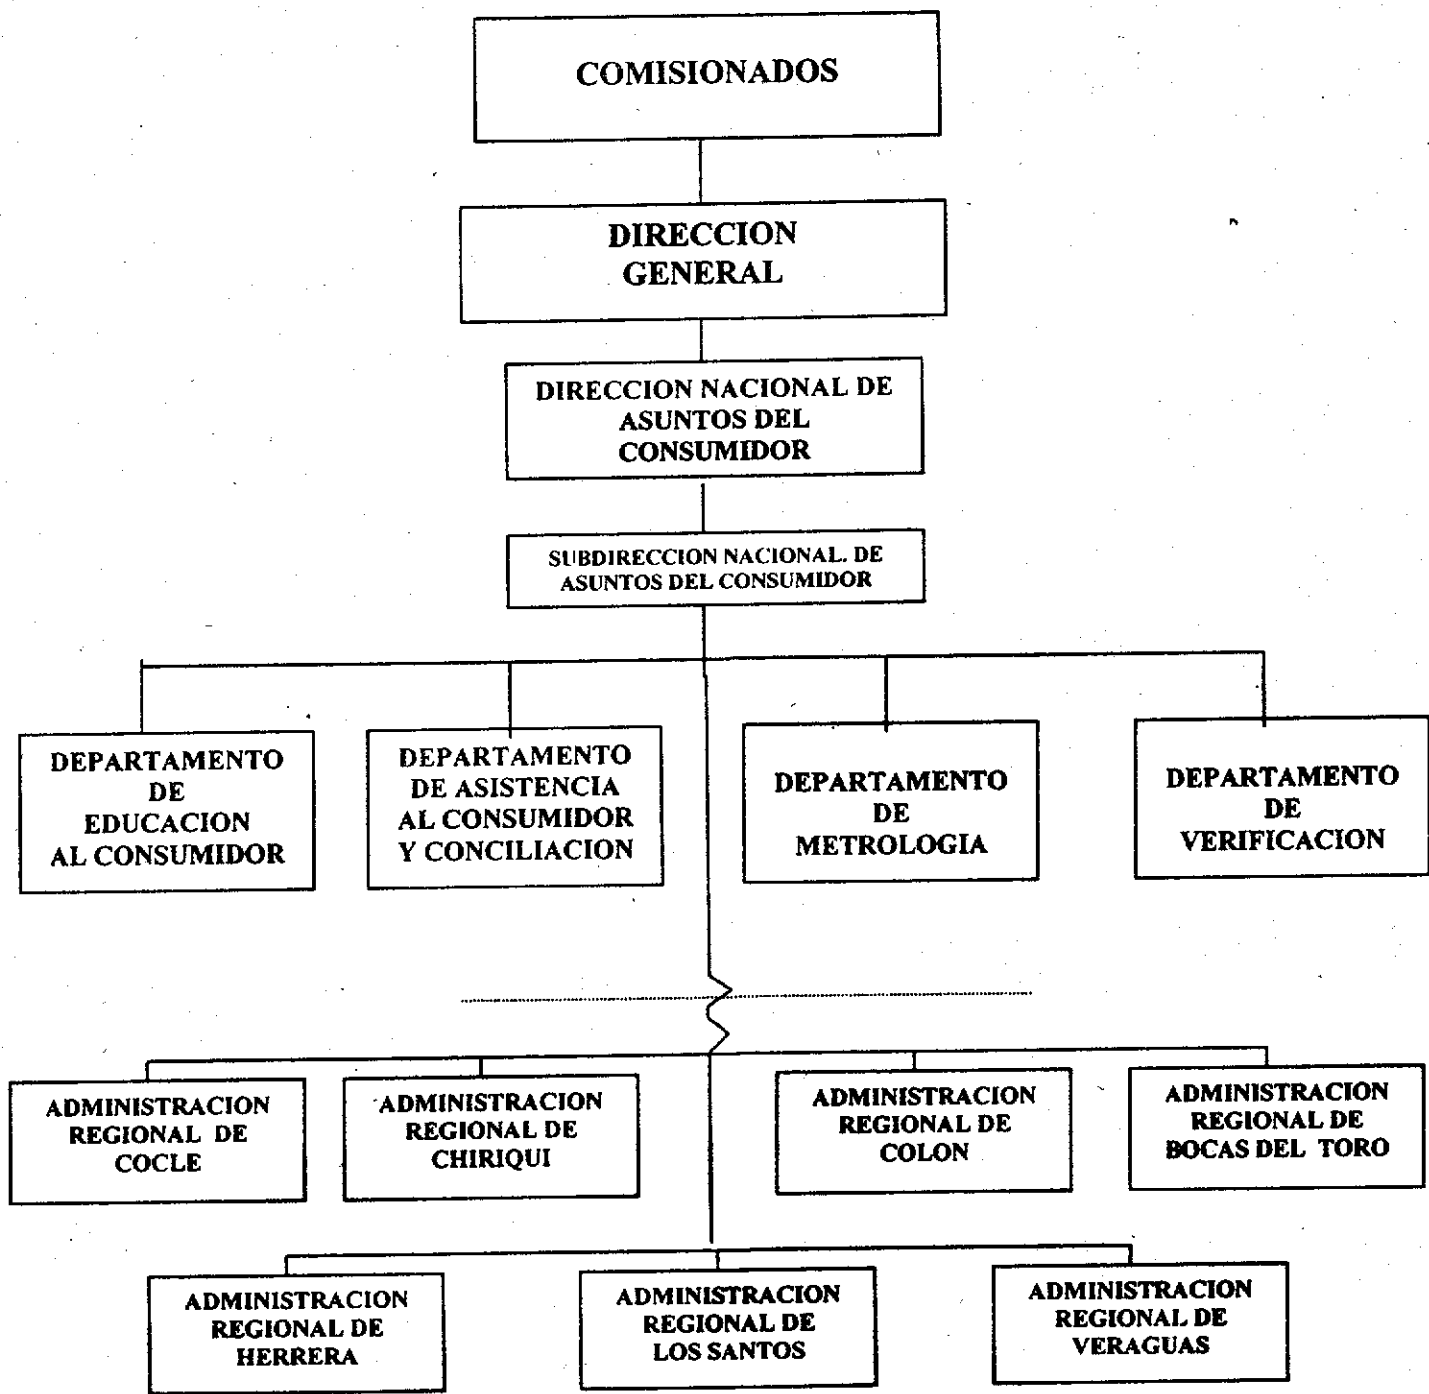 COMISIONADOS
DIRECCION
GENERAL
DIRECCION NACIONAL DE
ASUNTOS DEL
CONSUMIDOR
SUBDIRECCION NACIONAL. DE
ASUNTOS DEL CONSUMIDOR
DEPARTAMENTO
DE
EDUCACION
AL CONSUMIDOR
DEPARTAMENTO
DE ASISTENCIA
AL CONSUMIDOR
Y CONCILIACION
DEPARTAMENTO
DE
METROLOGIA
DEPARTAMENTO
DE
VERIFICACION
ADMINISTRACION
REGIONAL DE
COCLE
ADMINISTRACION
REGIONAL DE
CHIRIQUI
ADMINISTRACION
REGIONAL DE
COLON
ADMINISTRACION
REGIONAL DE
BOCAS DEL TORO
ADMINISTRACION
REGIONAL DE
HERRERA
ADMINISTRACION
REGIONAL DE
LOS SANTOS
ADMINISTRACION
REGIONAL DE
VERAGUAS